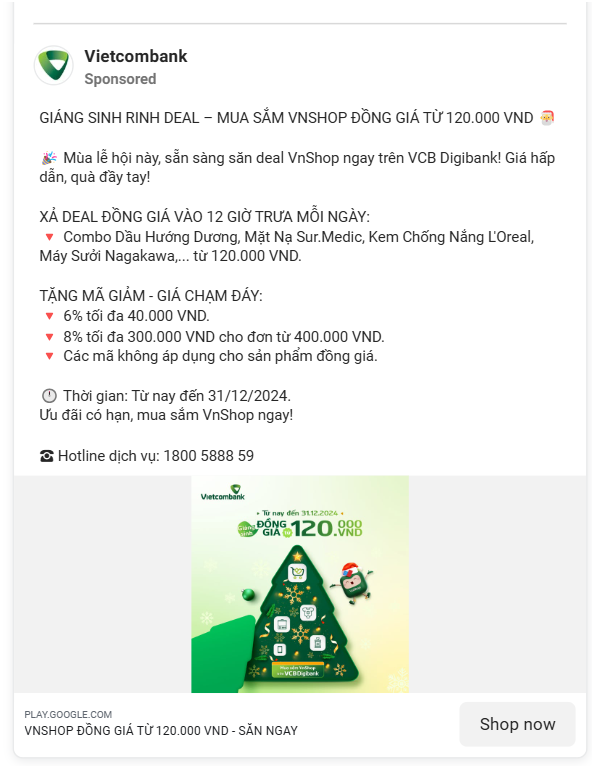 Vietcombank
Sponsored
GIÁNG SINH RINH DEAL – MUA SẮM VNSHOP ĐỒNG GIÁ TỪ 120.000 VND 🎅
🎉 Mùa lễ hội này, sẵn sàng săn deal VnShop ngay trên VCB Digibank! Giá hấp
dẫn, quà đầy tay!
XẢ DEAL ĐỒNG GIÁ VÀO 12 GIỜ TRƯA MỖI NGÀY:
🔻 Combo Dầu Hướng Dương, Mặt Nạ Sur.Medic, Kem Chống Nắng L'Oreal,
Máy Sưởi Nagakawa,... từ 120.000 VND.
TẶNG MÃ GIẢM - GIÁ CHẠM ĐÁY:
🔻 6% tối đa 40.000 VND.
🔻 8% tối đa 300.000 VND cho đơn từ 400.000 VND.
🔻 Các mã không áp dụng cho sản phẩm đồng giá.
⏱ Thời gian: Từ nay đến 31/12/2024.
Ưu đãi có hạn, mua sắm VnShop ngay!
☎ Hotline dịch vụ: 1800 5888 59
Vietcombank
• Từ nay đến 31.12.2024 •
Giáng sinh ĐỒNG GIÁ từ 120.000 VND
Mua sắm VnShop
trên VCBDigibank
PLAY.GOOGLE.COM
VNSHOP ĐỒNG GIÁ TỪ 120.000 VND - SĂN NGAY
Shop now